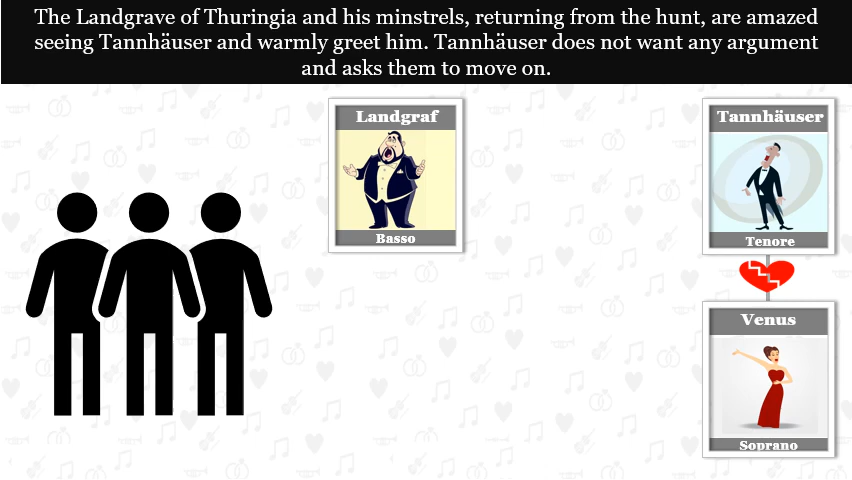 The Landgrave of Thuringia and his minstrels, returning from the hunt, are amazed
seeing Tannhäuser and warmly greet him. Tannhäuser does not want any argument
and asks them to move on.
Landgraf
Basso
Tannhäuser
Tenore
Venus
Soprano